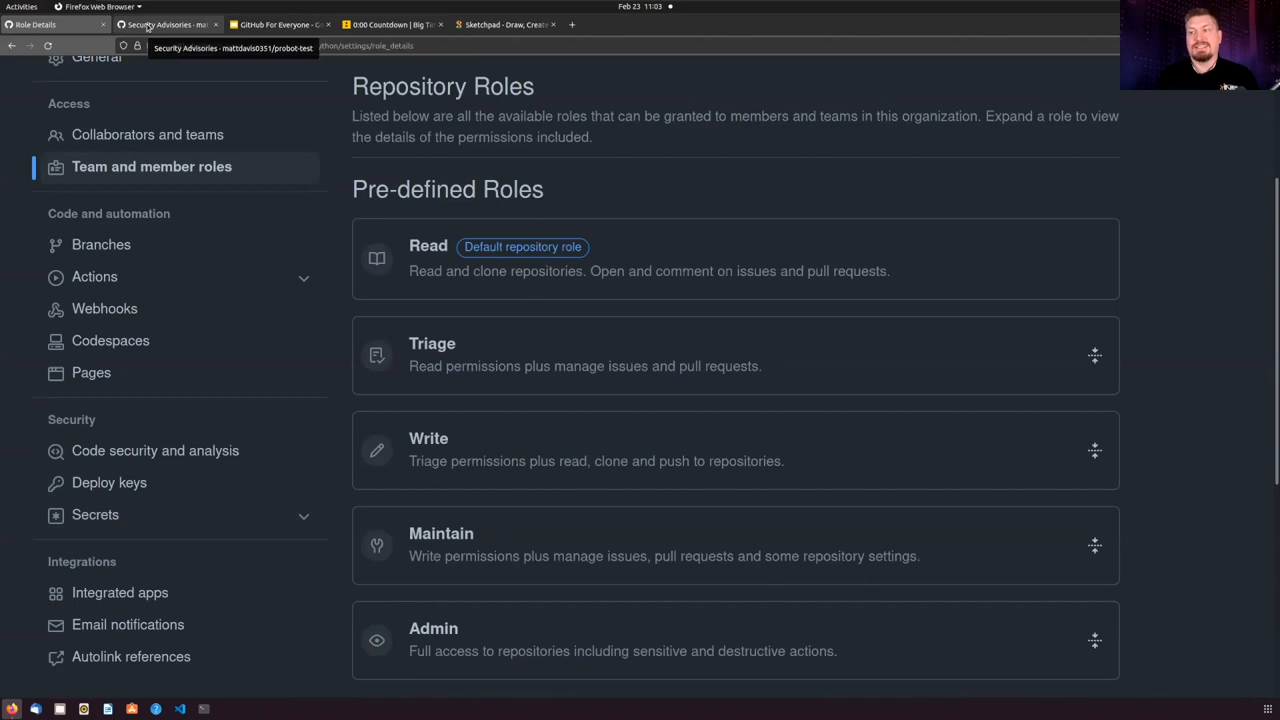 Activities
Firefox Web Browser
Feb 23 11:03
Role Details
Security Advisories · mat
GitHub For Everyone - Go
0:00 Countdown | Big Tim
Sketchpad - Draw, Create
Security Advisories · mattdavis0351/probot-test
ython/settings/role_details
General
Access
Collaborators and teams
Team and member roles
Code and automation
Branches
Actions
Webhooks
Codespaces
Pages
Security
Code security and analysis
Deploy keys
Secrets
Integrations
Integrated apps
Email notifications
Autolink references
Repository Roles
Listed below are all the available roles that can be granted to members and teams in this organization. Expand a role to view
the details of the permissions included.
Pre-defined Roles
Read Default repository role
Read and clone repositories. Open and comment on issues and pull requests.
Triage
Read permissions plus manage issues and pull requests.
Write
Triage permissions plus read, clone and push to repositories.
Maintain
Write permissions plus manage issues, pull requests and some repository settings.
Admin
Full access to repositories including sensitive and destructive actions.